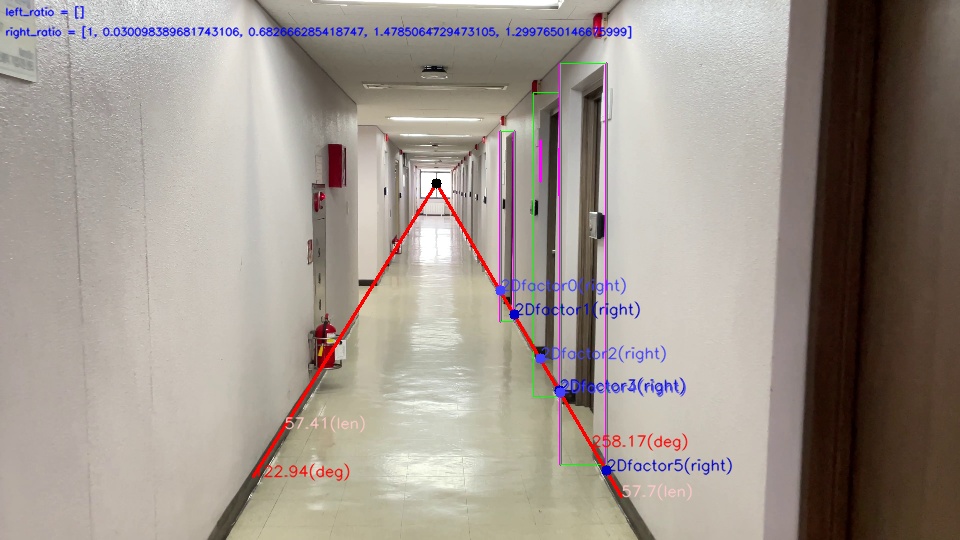 left_ratio = []
right_ratio = [1, 0.030098389681743106, 0.682666285418747, 1.4785064729473105, 1.2997650146675999]
2Dfactor0(right)
2Dfactor1(right)
2Dfactor2(right)
2Dfactor3(right)
57.41(len)
258.17(deg)
22.94(deg)
2Dfactor5(right)
57.7(len)